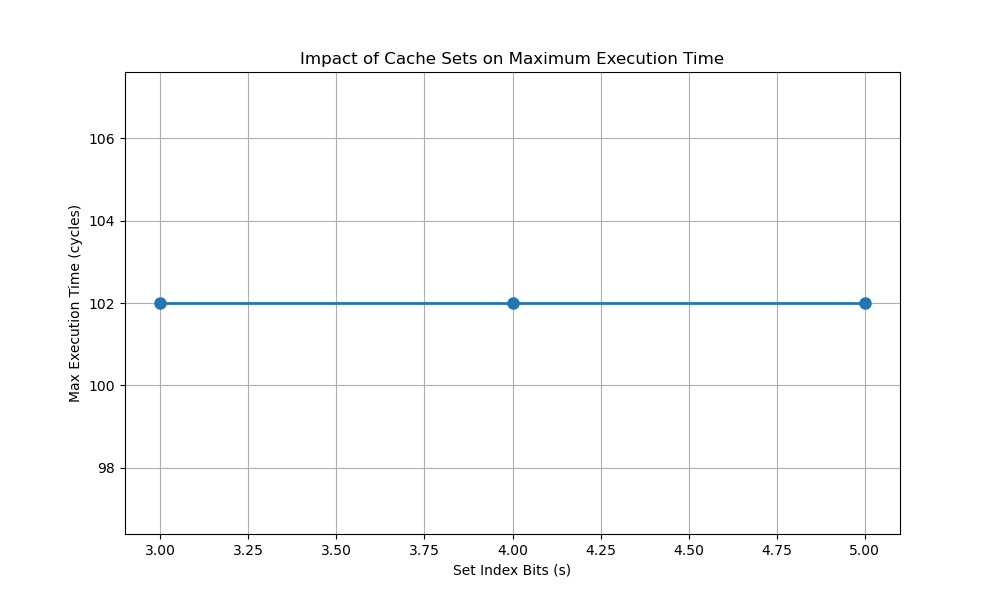 Impact of Cache Sets on Maximum Execution Time
Max Execution Time (cycles)
106
104
102
100
98
3.00 3.25 3.50 3.75 4.00 4.25 4.50 4.75 5.00
Set Index Bits (s)